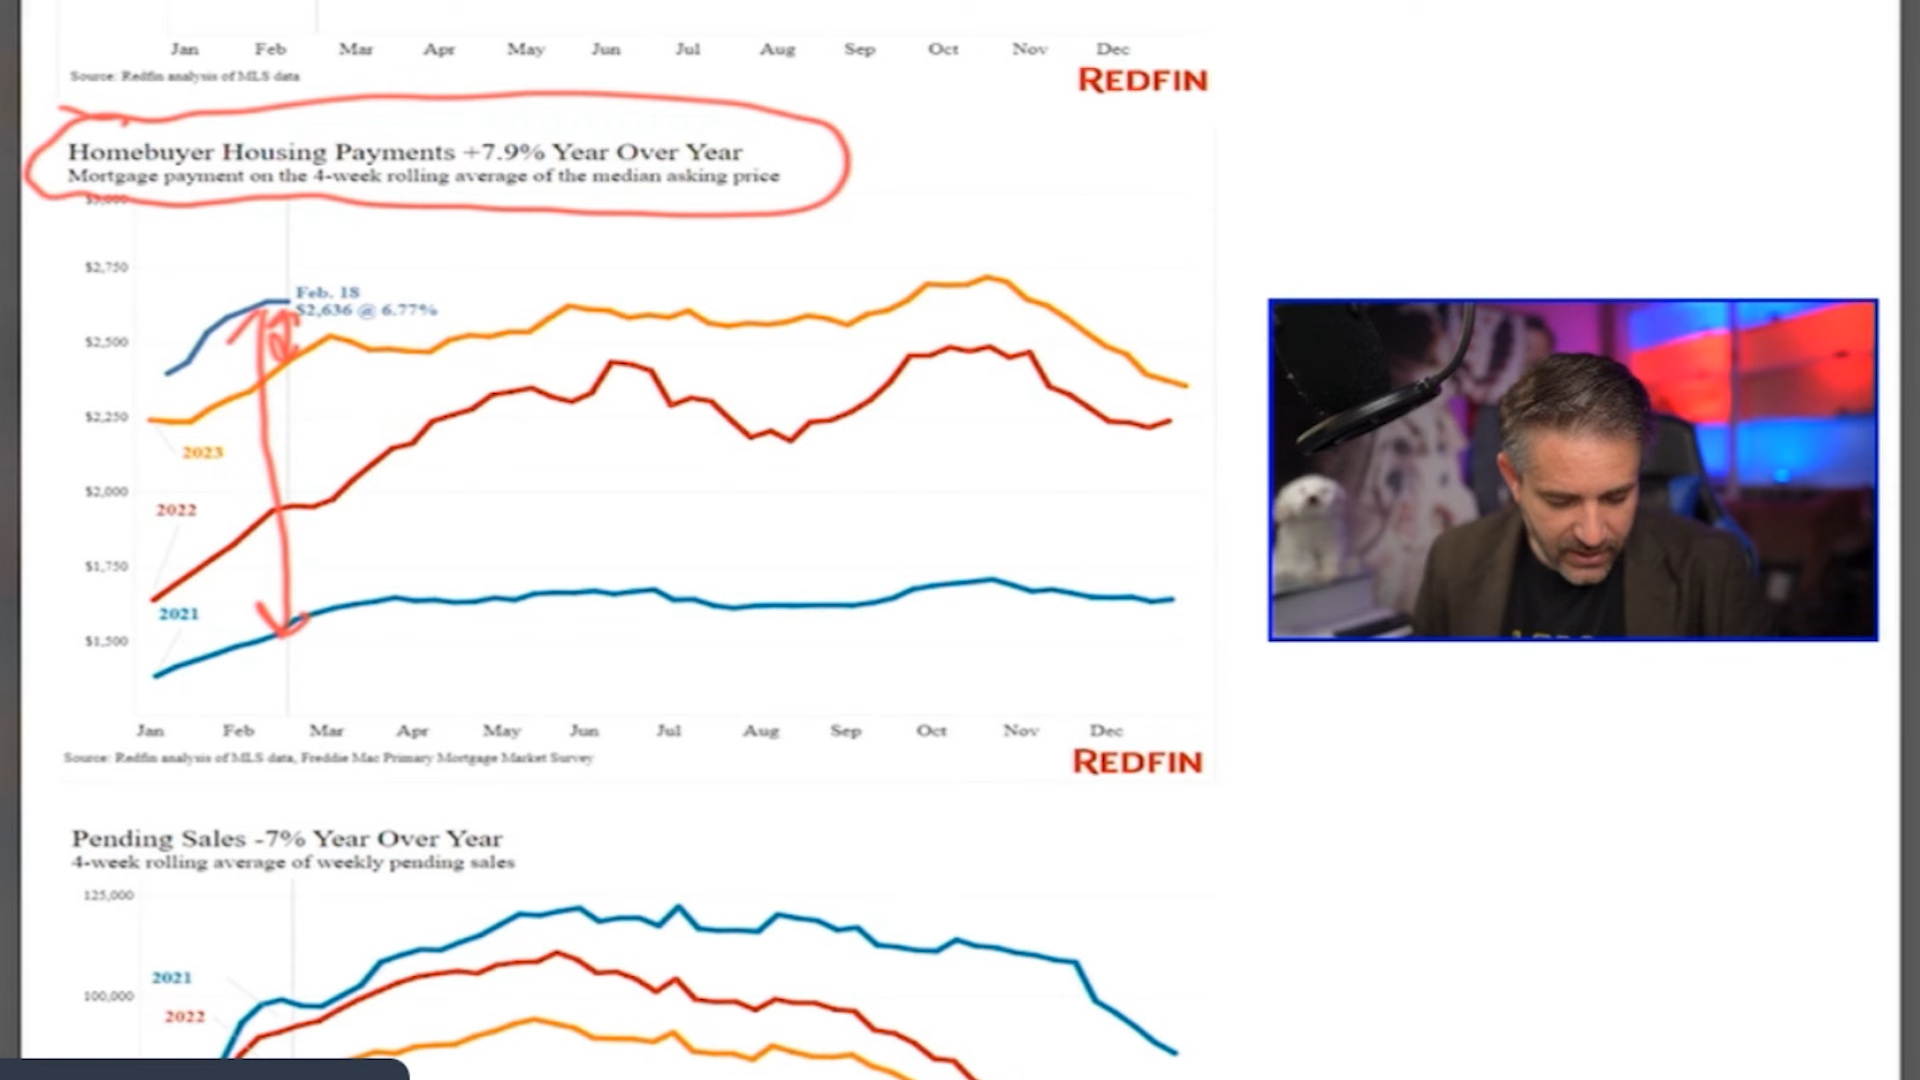 Jan Feb Mar Apr May Jun Jul Aug Sep Oct Nov Dec
Source: Redfin analysis of MLS data
REDFIN
Homebuyer Housing Payments +7.9% Year Over Year
Mortgage payment on the 4-week rolling average of the median asking price
$3,000
$2,750
Feb. 18
$2,636 @ 6.77%
$2,500
$2,250
2023
$2,000
2022
$1,750
2021
$1,500
Jan Feb Mar Apr May Jun Jul Aug Sep Oct Nov Dec
Source: Redfin analysis of MLS data, Freddie Mac Primary Mortgage Market Survey
REDFIN
Pending Sales -7% Year Over Year
4-week rolling average of weekly pending sales
125,000
2021
100,000
2022